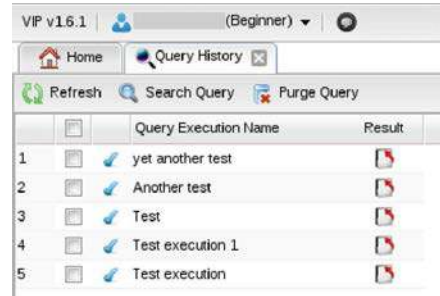 VIP v1.6.1 (Beginner)
Home Query History
Refresh Search Query Purge Query
Query Execution Name Result
1 yet another test
2 Another test
3 Test
4 Test execution 1
5 Test execution